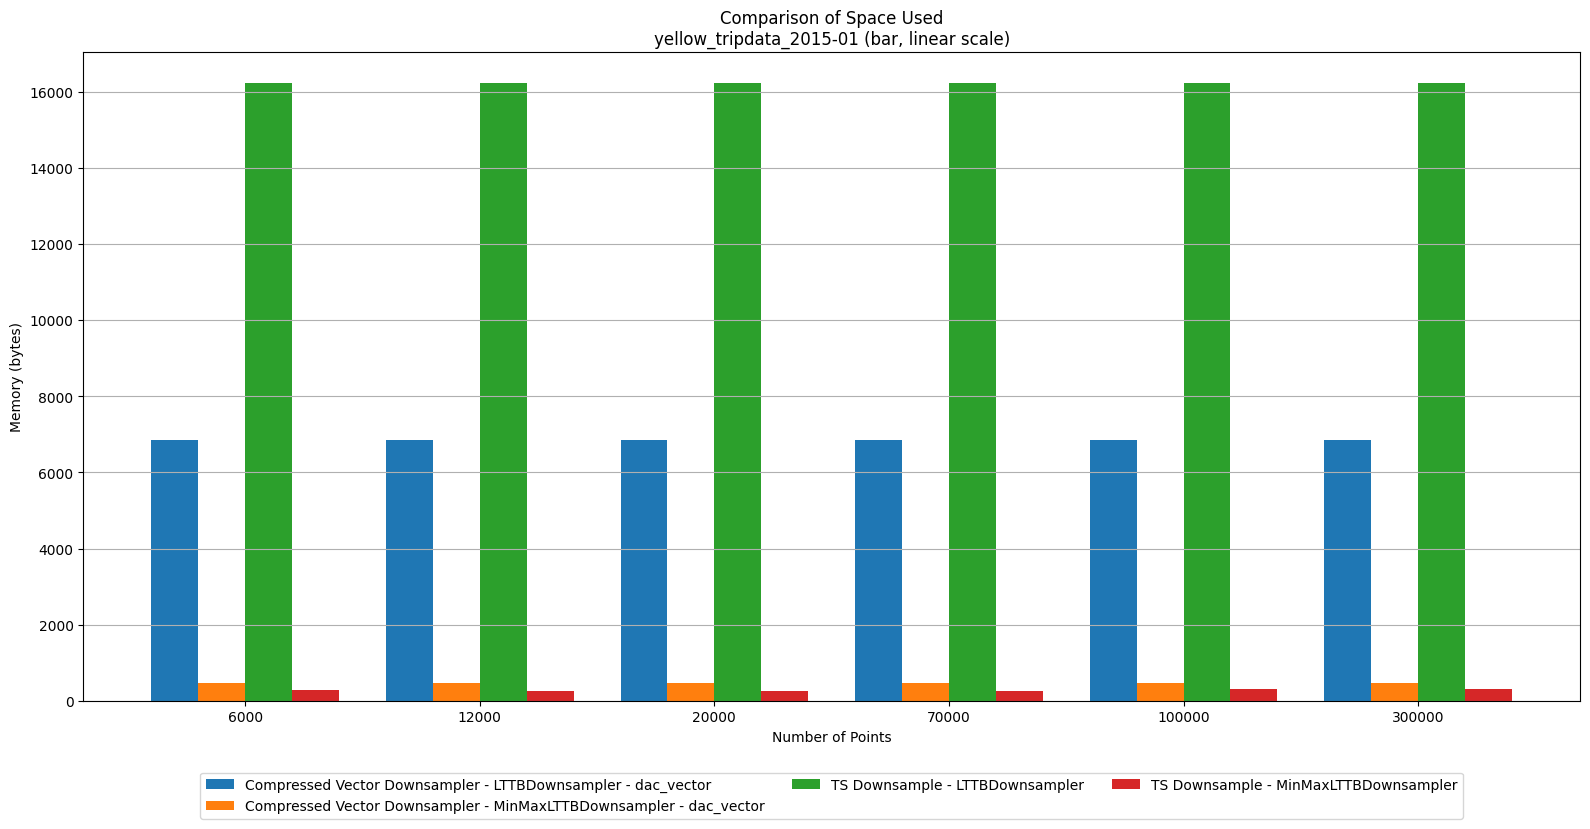 Comparison of Space Used
yellow_tripdata_2015-01 (bar, linear scale)
Memory (bytes)
16000
14000
12000
10000
8000
6000
4000
2000
0
6000 12000 20000 70000 100000 300000
Number of Points
Compressed Vector Downsampler - LTTBDownsampler - dac_vector
Compressed Vector Downsampler - MinMaxLTTBDownsampler - dac_vector
TS Downsample - LTTBDownsampler
TS Downsample - MinMaxLTTBDownsampler